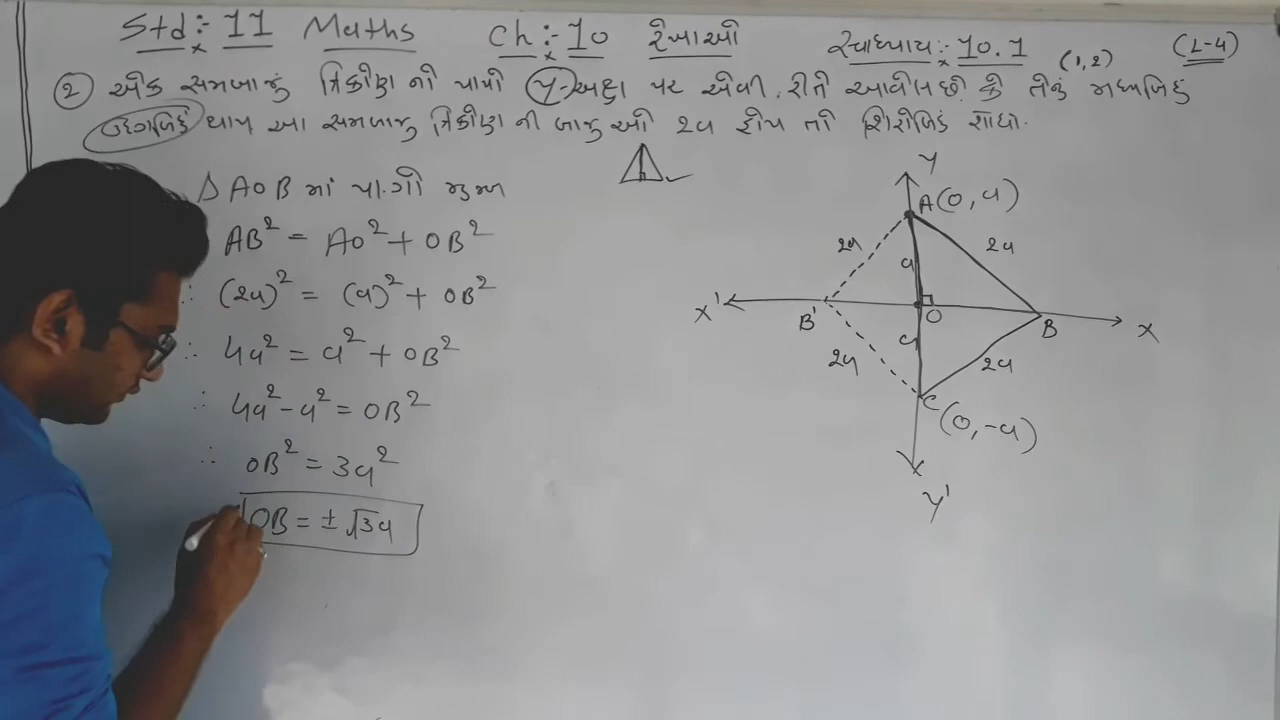 Std :- 11 Maths Ch :- 10 રેખાઓ સ્વાધ્યાય :- 10.1 (1,2) (L-4)
② એક સમબાજુ ત્રિકોણ નો પાયો y-અક્ષ પર એવી રીતે આવેલ છે કે તેનું મધ્યબિંદુ
ઉદગમબિંદુ થાય આ સમબાજુ ત્રિકોણ ની બાજુઓ 2a હોય તો શિરોબિંદુ શોધો.
Δ AOB માં પા.ગો મુજબ
AB² = AO² + OB²
∴ (2a)² = (a)² + OB²
∴ 4a² = a² + OB²
∴ 4a² - a² = OB²
∴ OB² = 3a²
OB = ± √3a
y
A(0, a)
2a 2a
a
X' B' O B X
a
2a 2a
C(0, -a)
y'